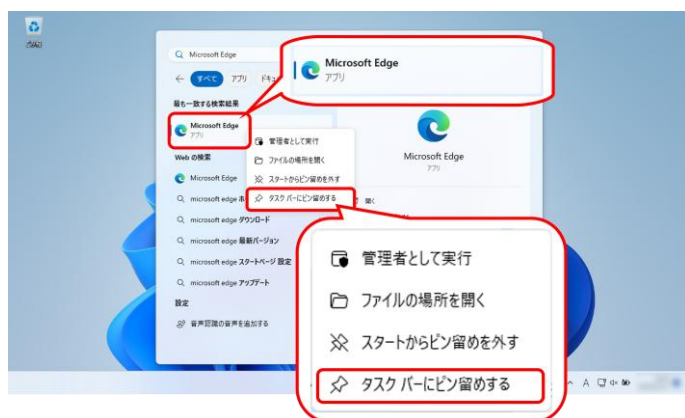 ごみ箱
Microsoft Edge
すべて アプリ ドキュ
最も一致する検索結果
Microsoft Edge
アプリ
Microsoft Edge
アプリ
管理者として実行
ファイルの場所を開く
スタートからピン留めを外す
タスク バーにピン留めする
Microsoft Edge
アプリ
開く
Web の検索
Microsoft Edge
microsoft edge
microsoft edge ダウンロード
microsoft edge 最新バージョン
microsoft edge スタートページ 設定
microsoft edge アップデート
設定
音声認識の音声を追加する
管理者として実行
ファイルの場所を開く
スタートからピン留めを外す
タスク バーにピン留めする
A